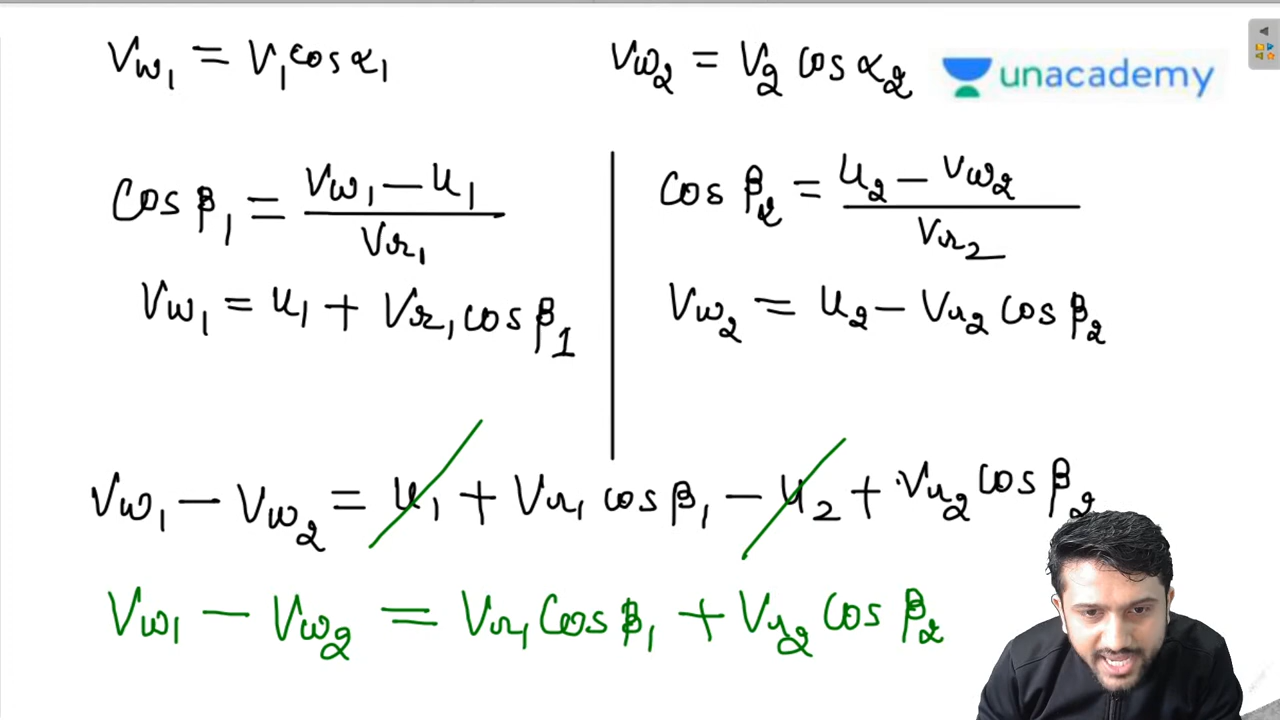 Vw₁ = V₁ cos α₁
Vw₂ = V₂ cos α₂
unacademy
Cos β₁ = (Vw₁ − u₁) / Vr₁
Cos β₂ = (u₂ − Vw₂) / Vr₂
Vw₁ = u₁ + Vr₁ cos β₁
Vw₂ = u₂ − Vr₂ cos β₂
Vw₁ − Vw₂ = u₁ + Vr₁ cos β₁ − u₂ + Vr₂ cos β₂
Vw₁ − Vw₂ = Vr₁ Cos β₁ + Vr₂ cos β₂